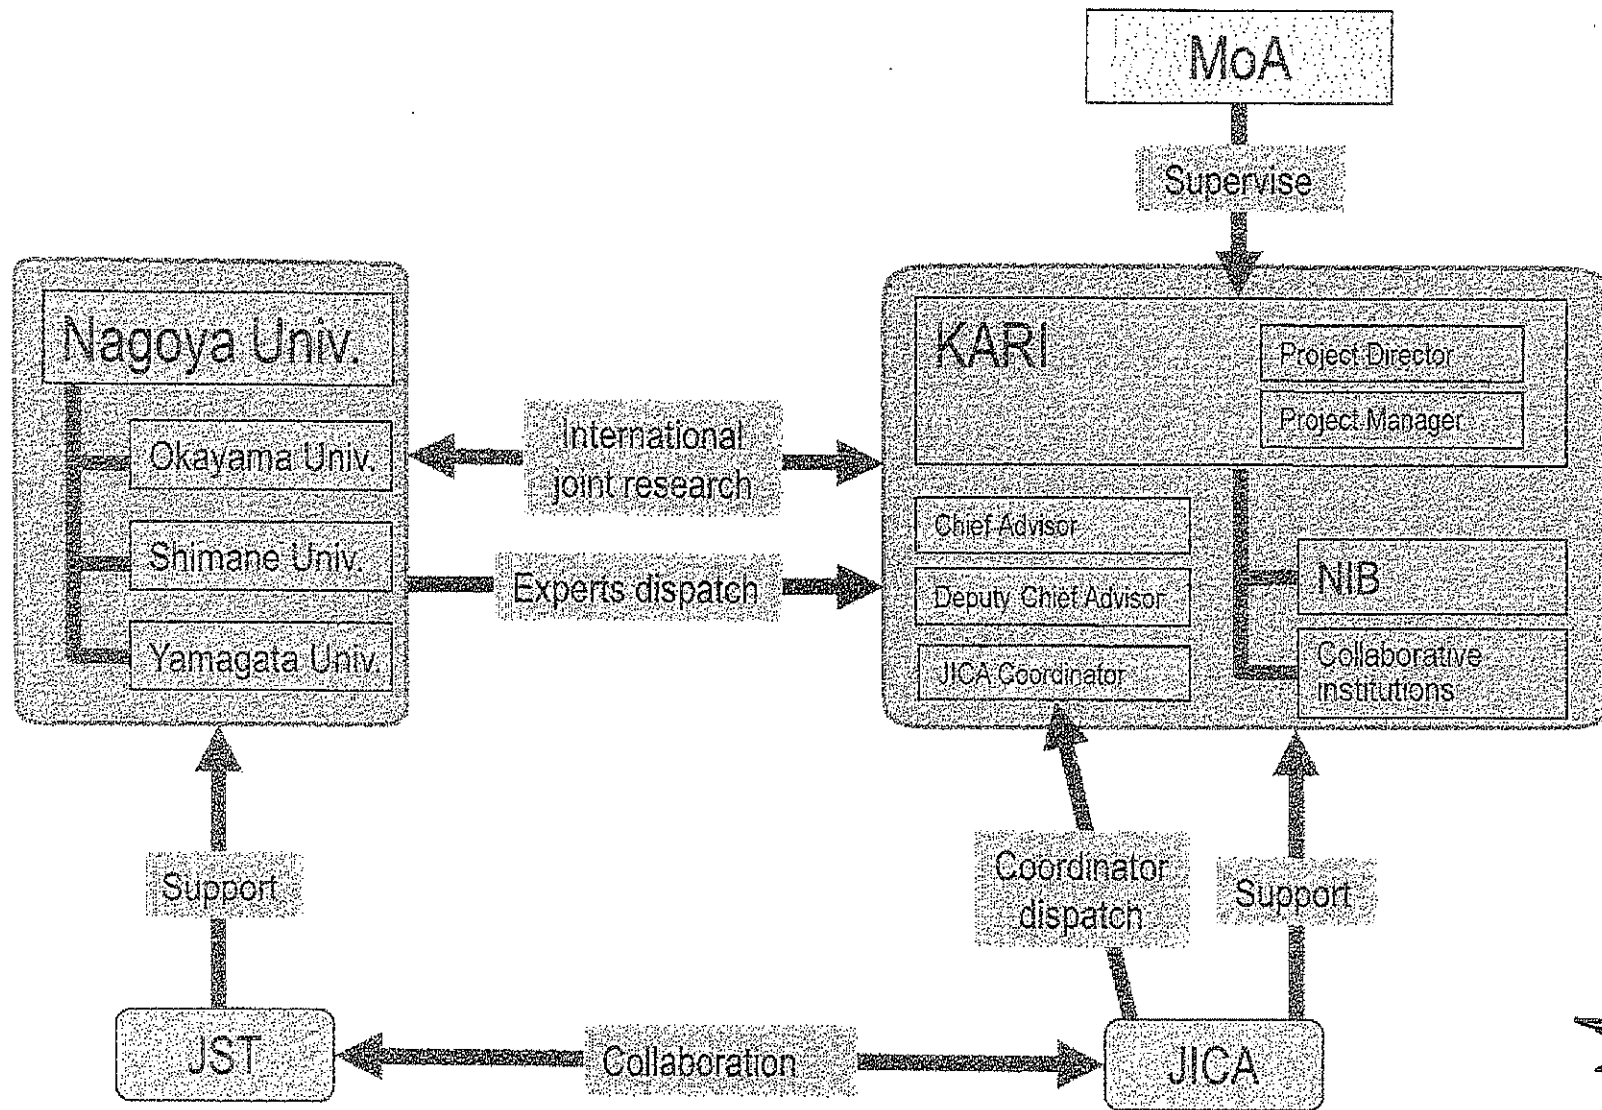 MoA
Supervise
Nagoya Univ.
Okayama Univ.
Shimane Univ.
Yamagata Univ.
International
joint research
Experts dispatch
KARI
Project Director
Project Manager
Chief Advisor
Deputy Chief Advisor
JICA Coordinator
NIB
Collaborative
institutions
Support
Coordinator
dispatch
Support
JST
Collaboration
JICA